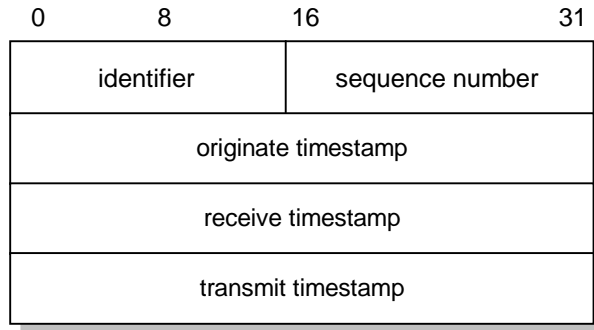 0 8 16 31
identifier sequence number
originate timestamp
receive timestamp
transmit timestamp